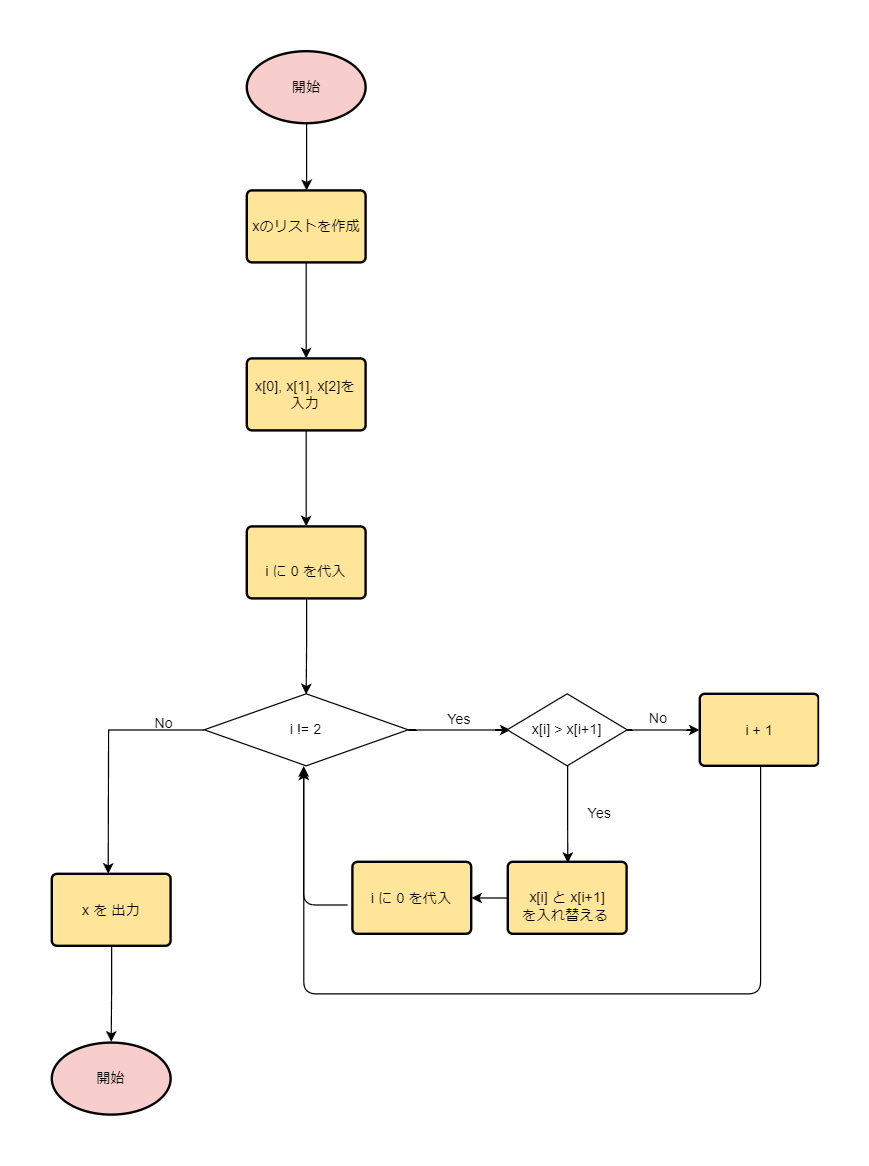 開始
xのリストを作成
x[0], x[1], x[2]を
入力
i に 0 を代入
i != 2
No
Yes
x[i] > x[i+1]
No
i + 1
Yes
x[i] と x[i+1]
を入れ替える
i に 0 を代入
x を 出力
開始